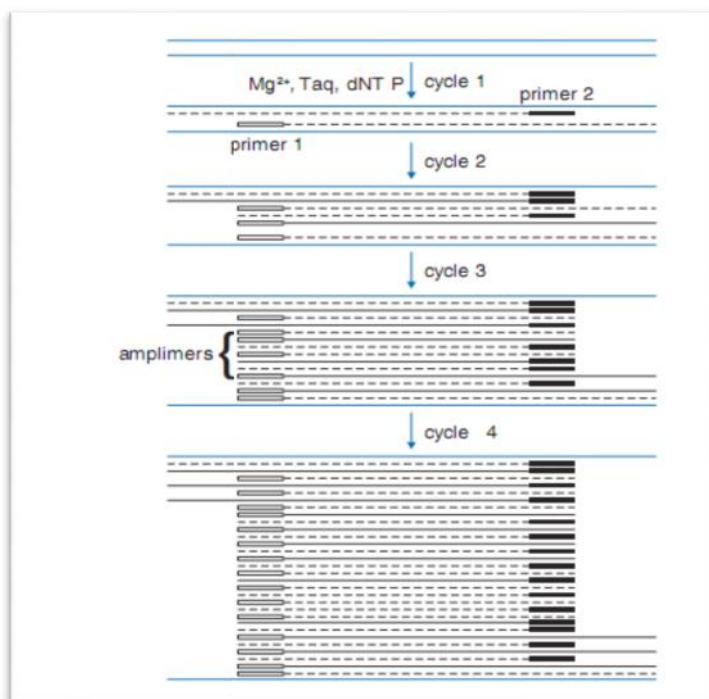 Mg²⁺, Taq, dNT P cycle 1
primer 2
primer 1
cycle 2
cycle 3
amplimers
cycle 4